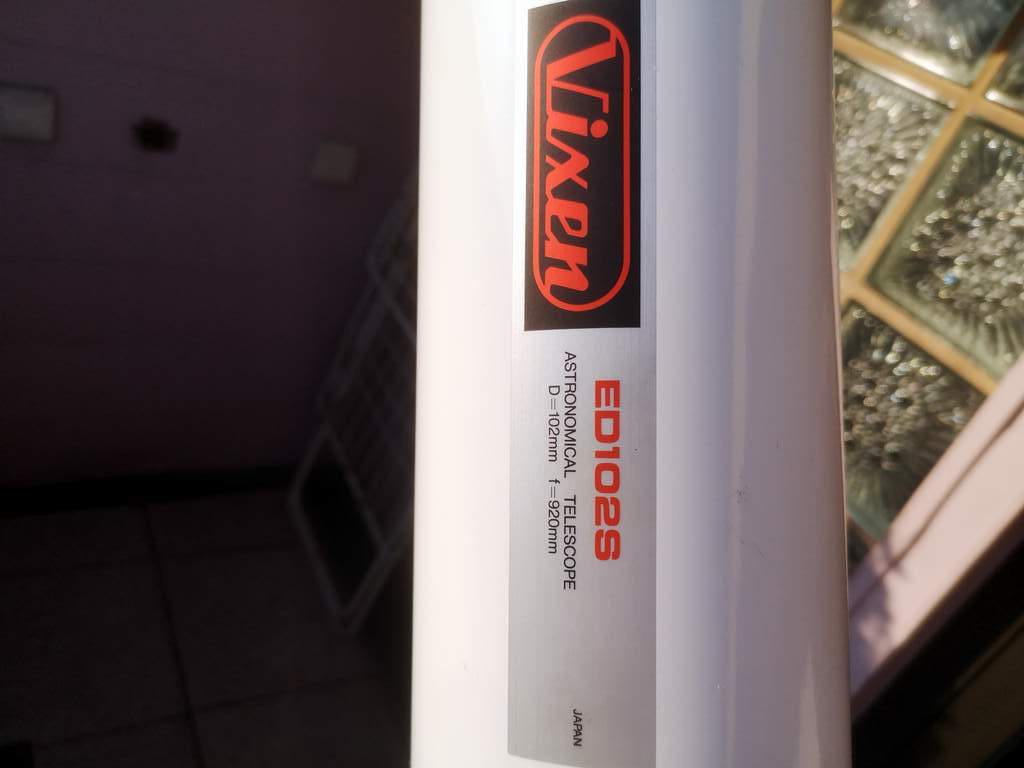 Vixen
ED102S
ASTRONOMICAL TELESCOPE
D=102mm f=920mm
JAPAN